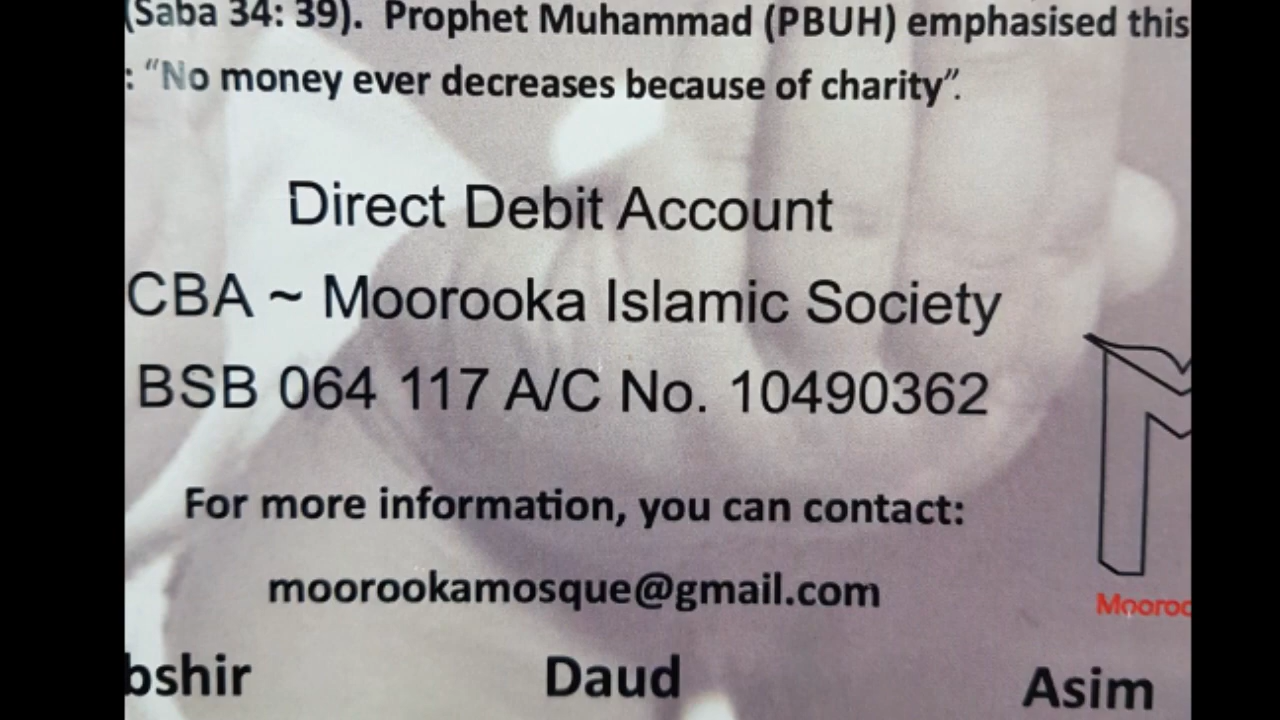 (Saba 34: 39). Prophet Muhammad (PBUH) emphasised this
: “No money ever decreases because of charity”.
Direct Debit Account
CBA ~ Moorooka Islamic Society
BSB 064 117 A/C No. 10490362
For more information, you can contact:
moorookamosque@gmail.com
Mooroo
bshir Daud Asim